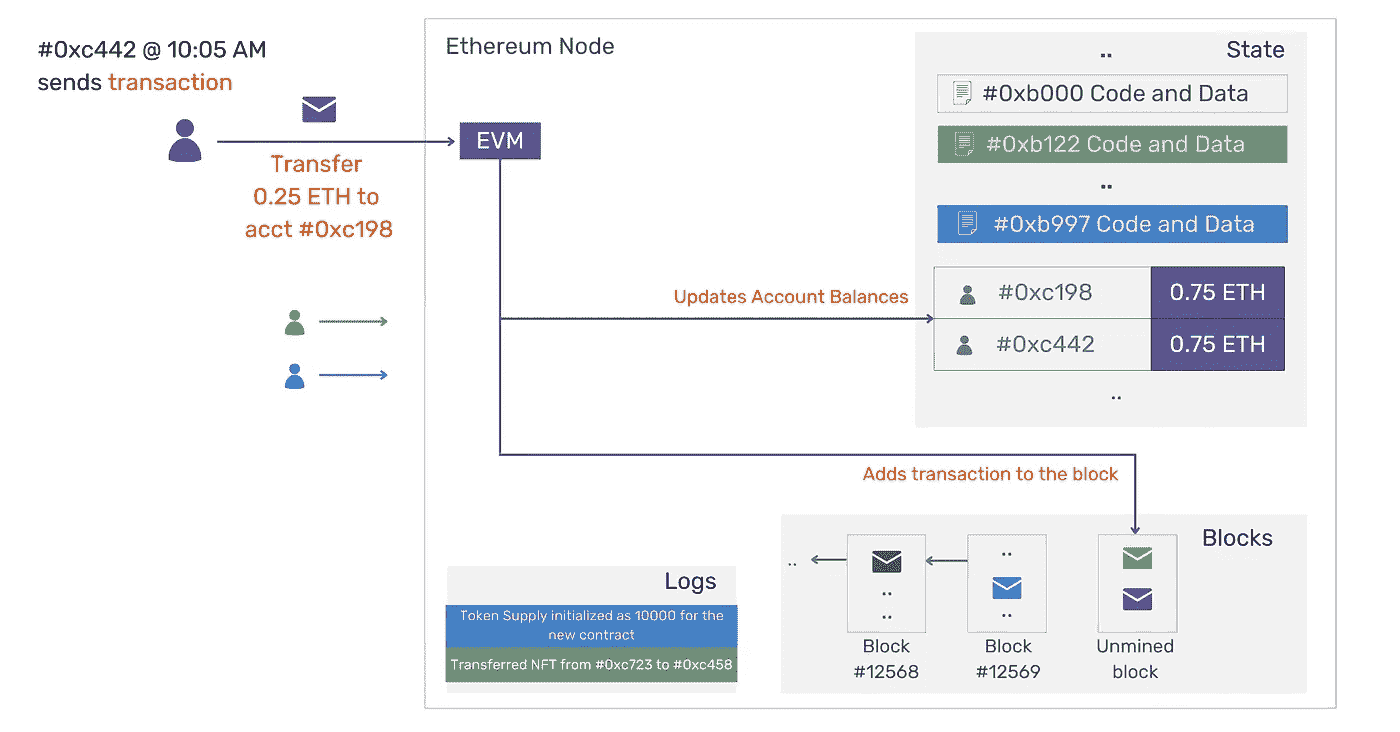 #0xc442 @ 10:05 AM
sends transaction
Transfer
0.25 ETH to
acct #0xc198
Ethereum Node
EVM
State
..
#0xb000 Code and Data
#0xb122 Code and Data
..
#0xb997 Code and Data
Updates Account Balances
#0xc198 0.75 ETH
#0xc442 0.75 ETH
..
Adds transaction to the block
Logs
Token Supply initialized as 10000 for the
new contract
Transferred NFT from #0xc723 to #0xc458
Blocks
..
..
..
Block
#12568
..
..
Block
#12569
Unmined
block